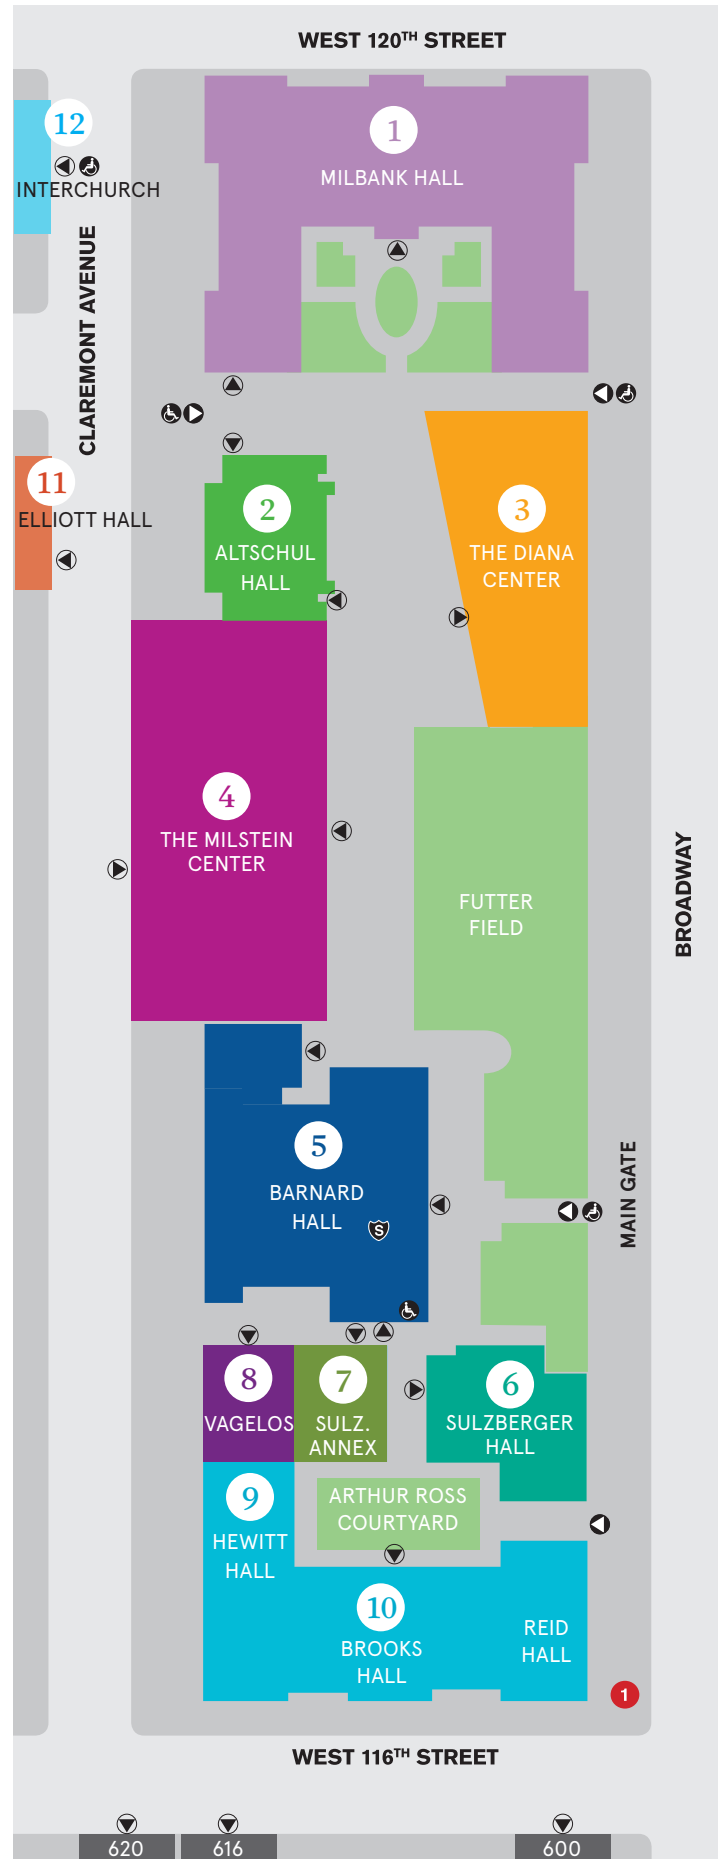 WEST 120TH STREET
1
MILBANK HALL
12
INTERCHURCH
CLAREMONT AVENUE
11
ELLIOTT HALL
2
ALTSCHUL
HALL
3
THE DIANA
CENTER
4
THE MILSTEIN
CENTER
FUTTER
FIELD
BROADWAY
5
BARNARD
HALL
S
MAIN GATE
8
VAGELOS
7
SULZ.
ANNEX
6
SULZBERGER
HALL
9
HEWITT
HALL
ARTHUR ROSS
COURTYARD
10
BROOKS
HALL
REID
HALL
1
WEST 116TH STREET
620
616
600